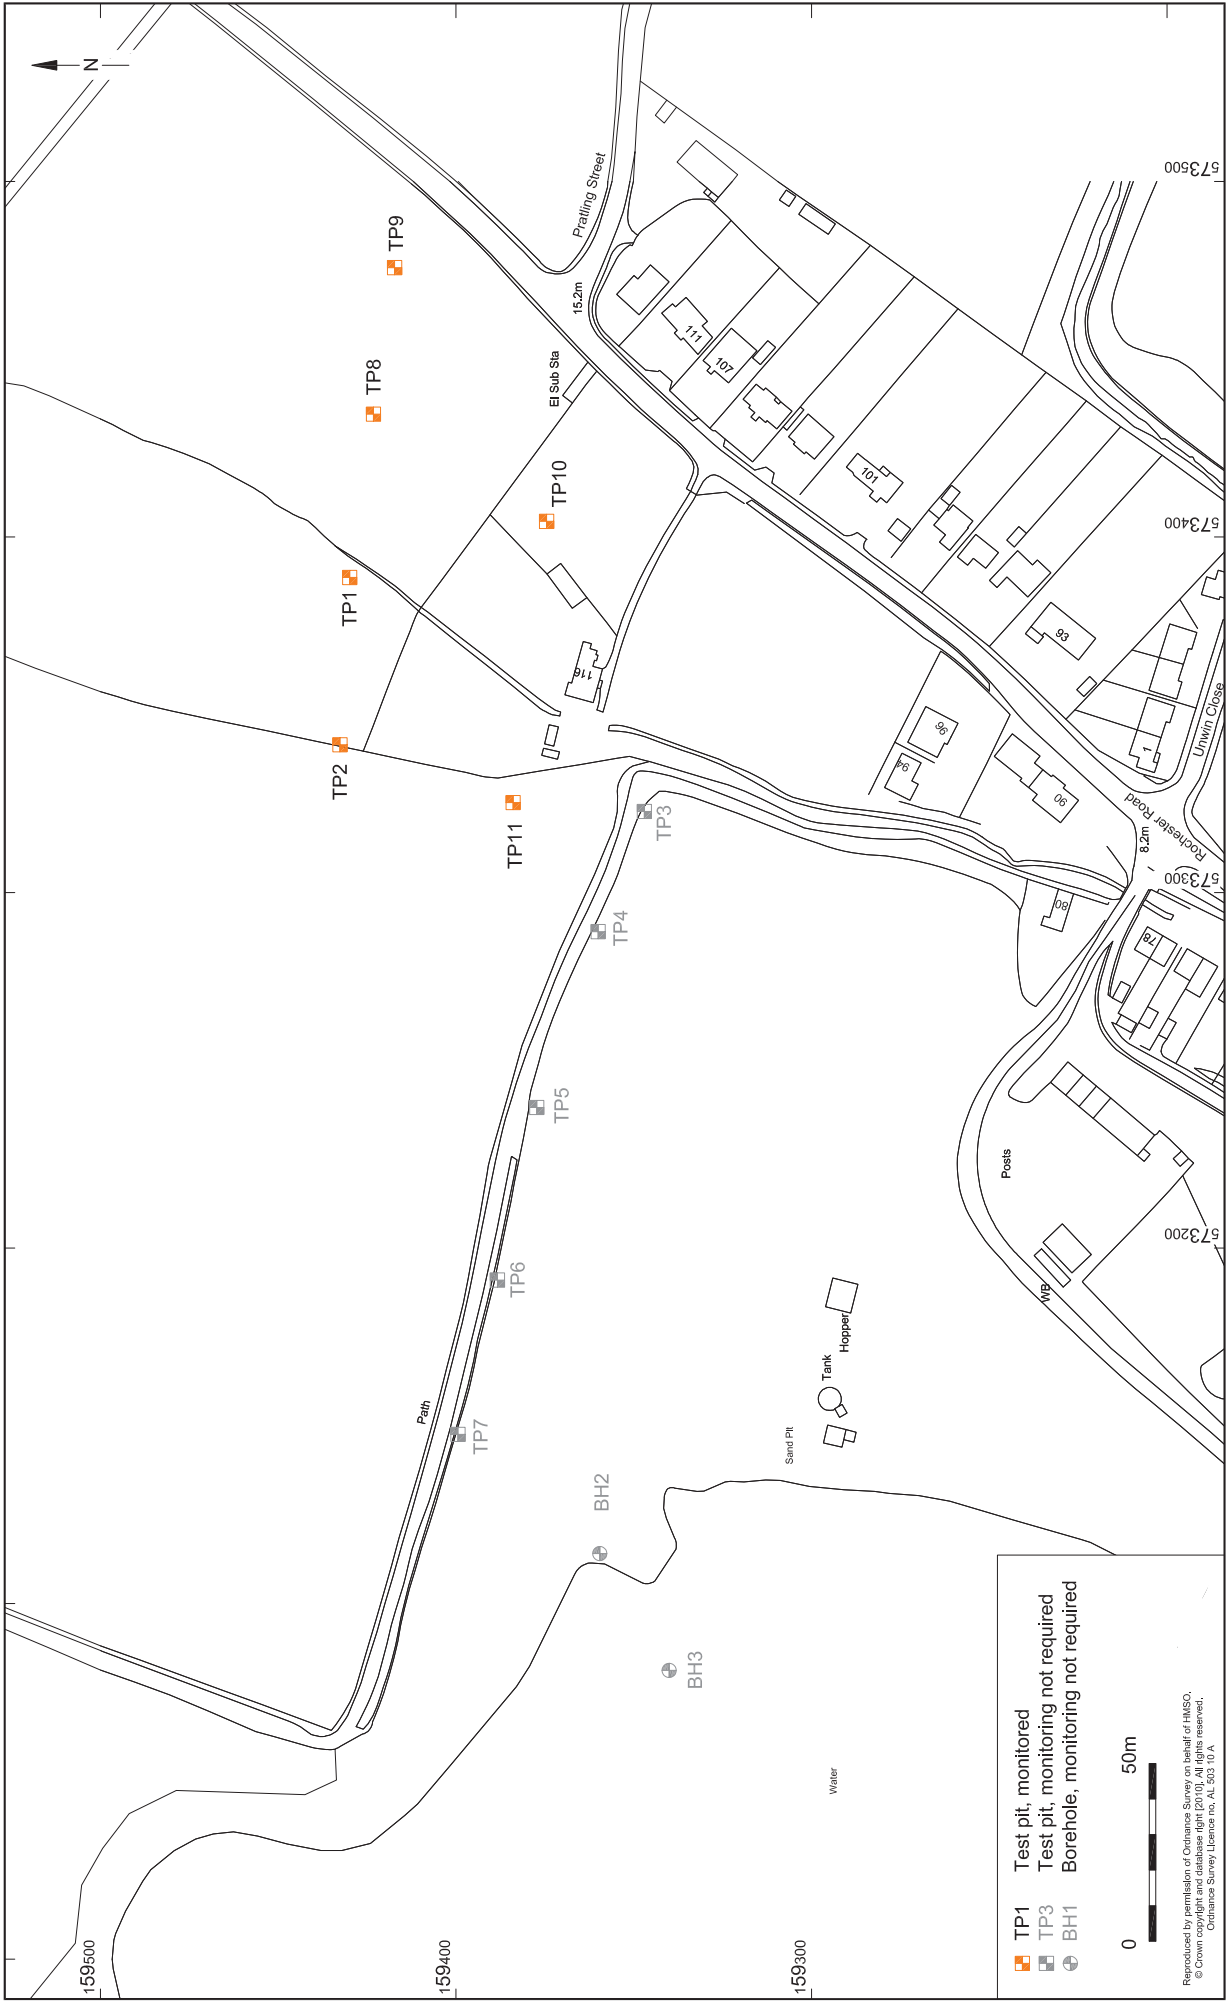 N
Pratling Street
15.2m
El Sub Sta
TP9
TP8
TP10
TP1
TP2
TP11
TP3
TP4
TP5
TP6
TP7
BH2
BH3
111
107
101
93
116
96
94
90
80
78
1
Unwin Close
Rochester Road
8.2m
Posts
WB
Hopper
Tank
Sand Pit
Path
Water
573500
573400
573300
573200
159500
159400
159300
TP1 Test pit, monitored
TP3 Test pit, monitoring not required
BH1 Borehole, monitoring not required
0 50m
Reproduced by permission of Ordnance Survey on behalf of HMSO.
© Crown copyright and database right [2010]. All rights reserved.
Ordnance Survey Licence no. AL 503 10 A